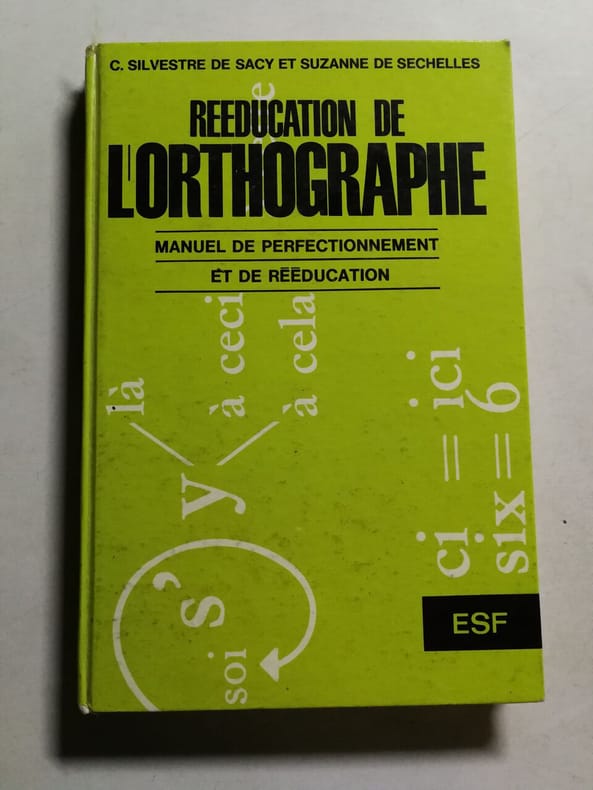 C. SILVESTRE DE SACY ET SUZANNE DE SECHELLES
REEDUCATION DE
L'ORTHOGRAPHE
MANUEL DE PERFECTIONNEMENT
ET DE RĒĒDUCATION
là
à ceci
à cela
y
s'
soi
ci = ici
six = 6
ESF